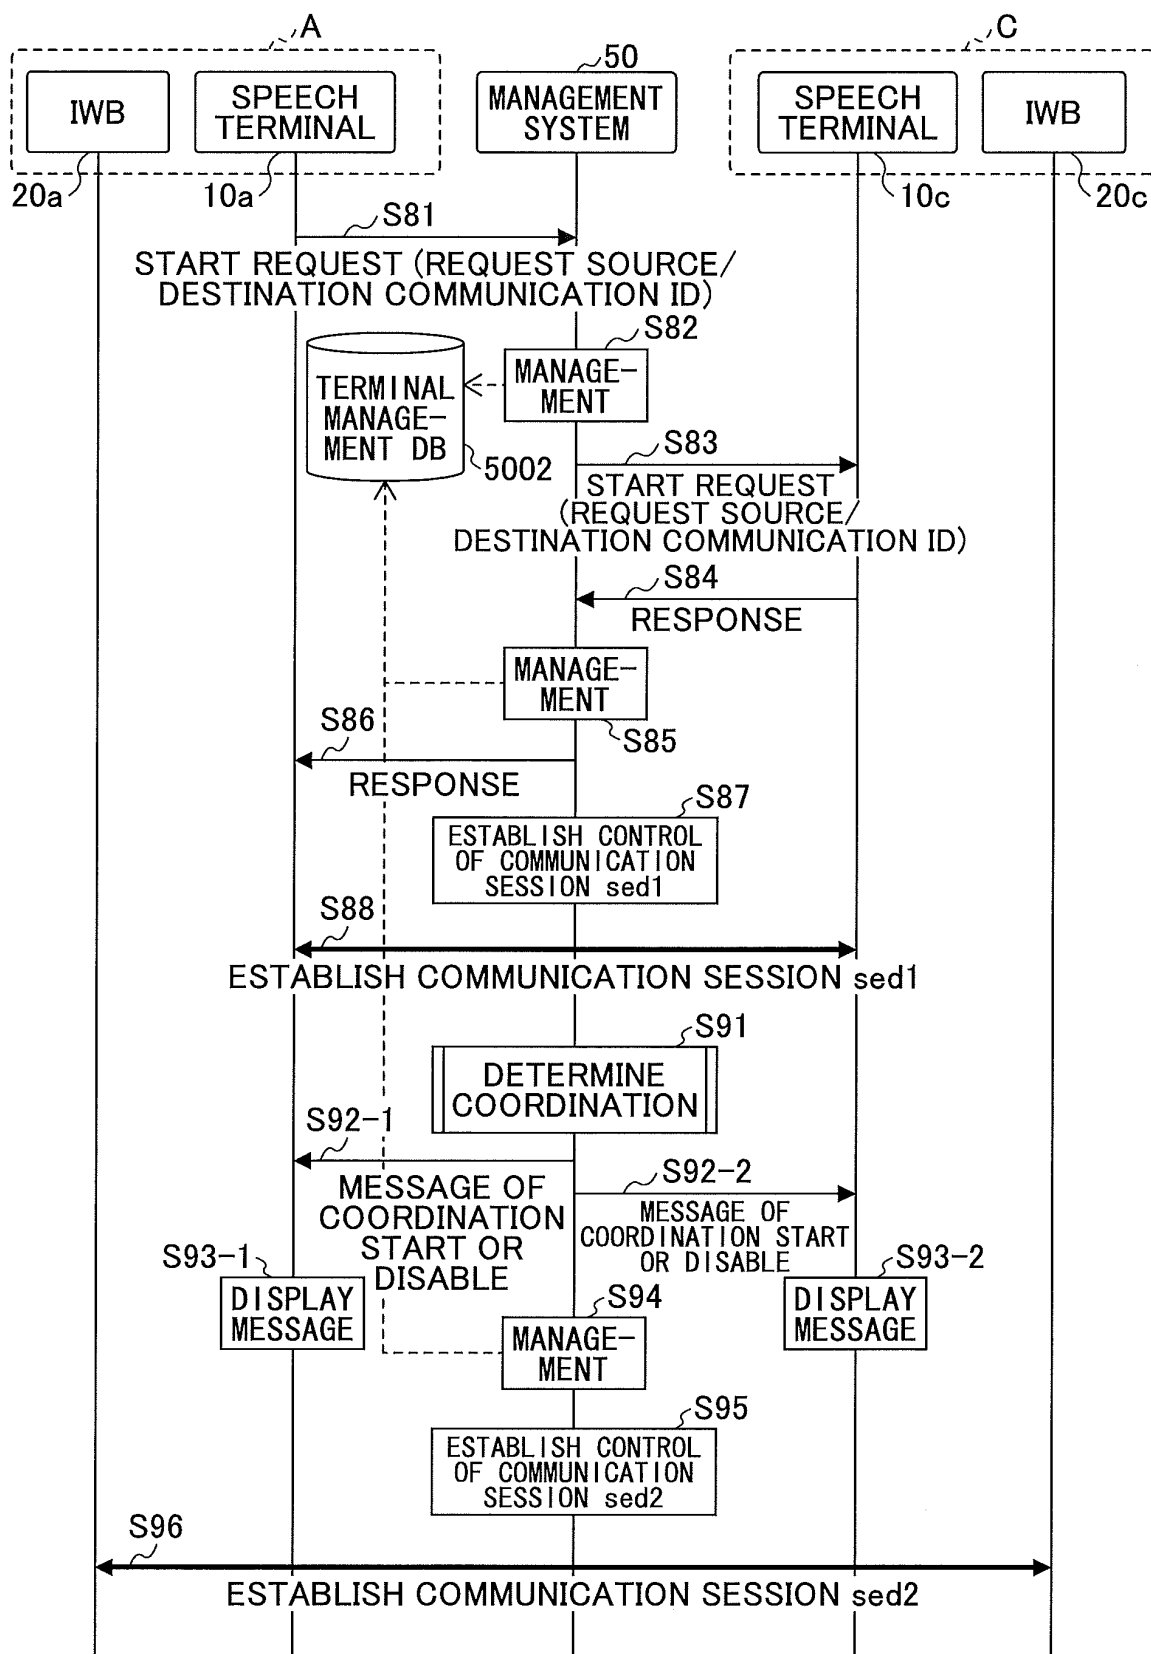 A
C
50
IWB
SPEECH
TERMINAL
MANAGEMENT
SYSTEM
SPEECH
TERMINAL
IWB
20a
10a
10c
20c
S81
START REQUEST (REQUEST SOURCE/
DESTINATION COMMUNICATION ID)
S82
MANAGE-
MENT
TERMINAL
MANAGE-
MENT DB
5002
S83
START REQUEST
(REQUEST SOURCE/
DESTINATION COMMUNICATION ID)
S84
RESPONSE
MANAGE-
MENT
S85
S86
RESPONSE
S87
ESTABLISH CONTROL
OF COMMUNICATION
SESSION sed1
S88
ESTABLISH COMMUNICATION SESSION sed1
S91
DETERMINE
COORDINATION
S92-1
MESSAGE OF
COORDINATION
START OR
DISABLE
S92-2
MESSAGE OF
COORDINATION START
OR DISABLE
S93-1
DISPLAY
MESSAGE
S93-2
DISPLAY
MESSAGE
S94
MANAGE-
MENT
S95
ESTABLISH CONTROL
OF COMMUNICATION
SESSION sed2
S96
ESTABLISH COMMUNICATION SESSION sed2